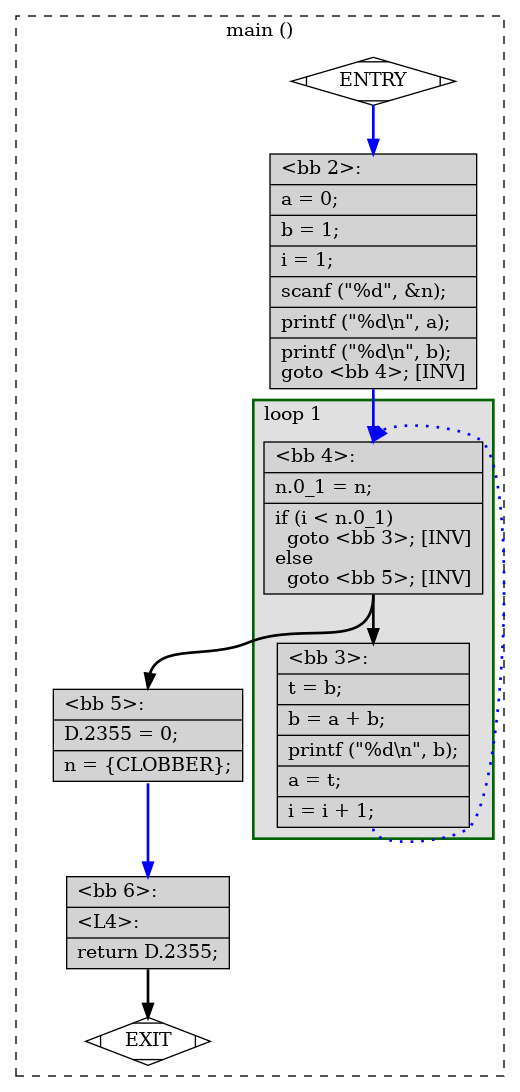 main ()
ENTRY
<bb 2>:
a = 0;
b = 1;
i = 1;
scanf ("%d", &n);
printf ("%d\n", a);
printf ("%d\n", b);
goto <bb 4>; [INV]
loop 1
<bb 4>:
n.0_1 = n;
if (i < n.0_1)
  goto <bb 3>; [INV]
else
  goto <bb 5>; [INV]
<bb 3>:
t = b;
b = a + b;
printf ("%d\n", b);
a = t;
i = i + 1;
<bb 5>:
D.2355 = 0;
n = {CLOBBER};
<bb 6>:
<L4>:
return D.2355;
EXIT